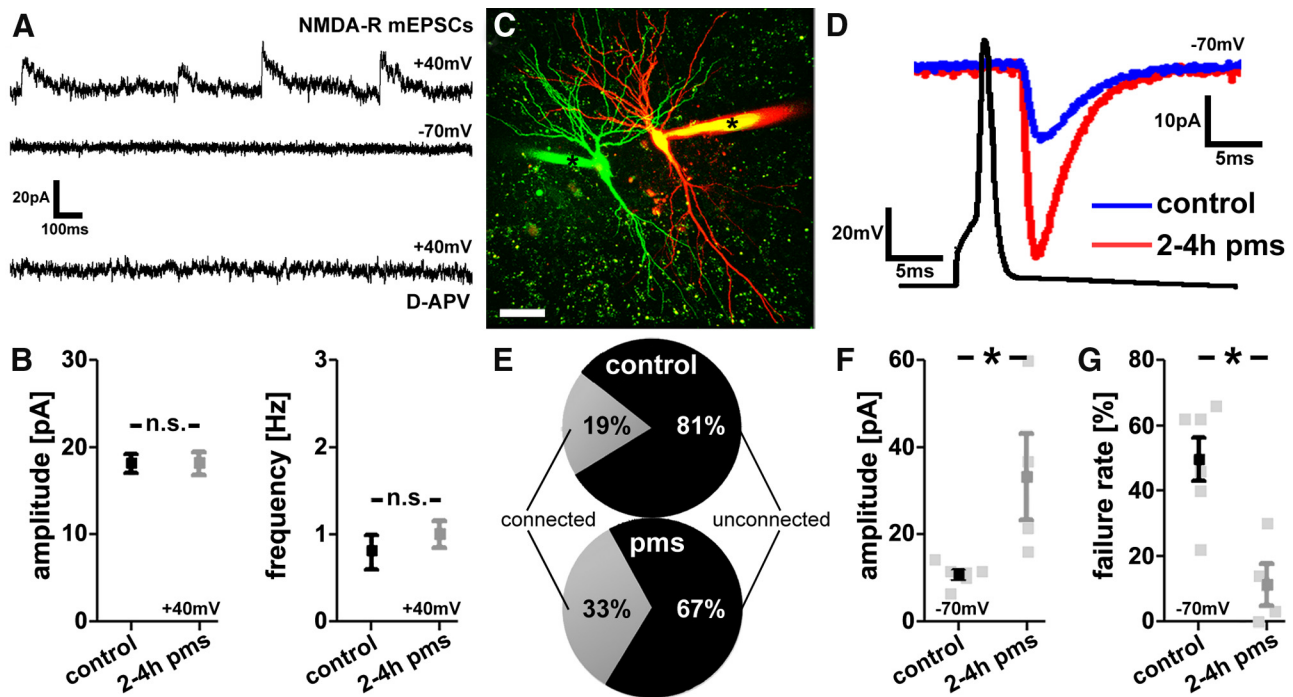 A
NMDA-R mEPSCs
+40mV
-70mV
20pA
100ms
+40mV
D-APV
C
*
*
D
-70mV
10pA
5ms
20mV
5ms
control
2-4h pms
B
amplitude [pA]
30
20
10
0
n.s.
+40mV
control
2-4h pms
frequency [Hz]
3
2
1
0
n.s.
+40mV
control
2-4h pms
E
control
19%
81%
connected
unconnected
pms
33%
67%
F
amplitude [pA]
60
40
20
0
*
-70mV
control
2-4h pms
G
failure rate [%]
80
60
40
20
0
*
-70mV
control
2-4h pms